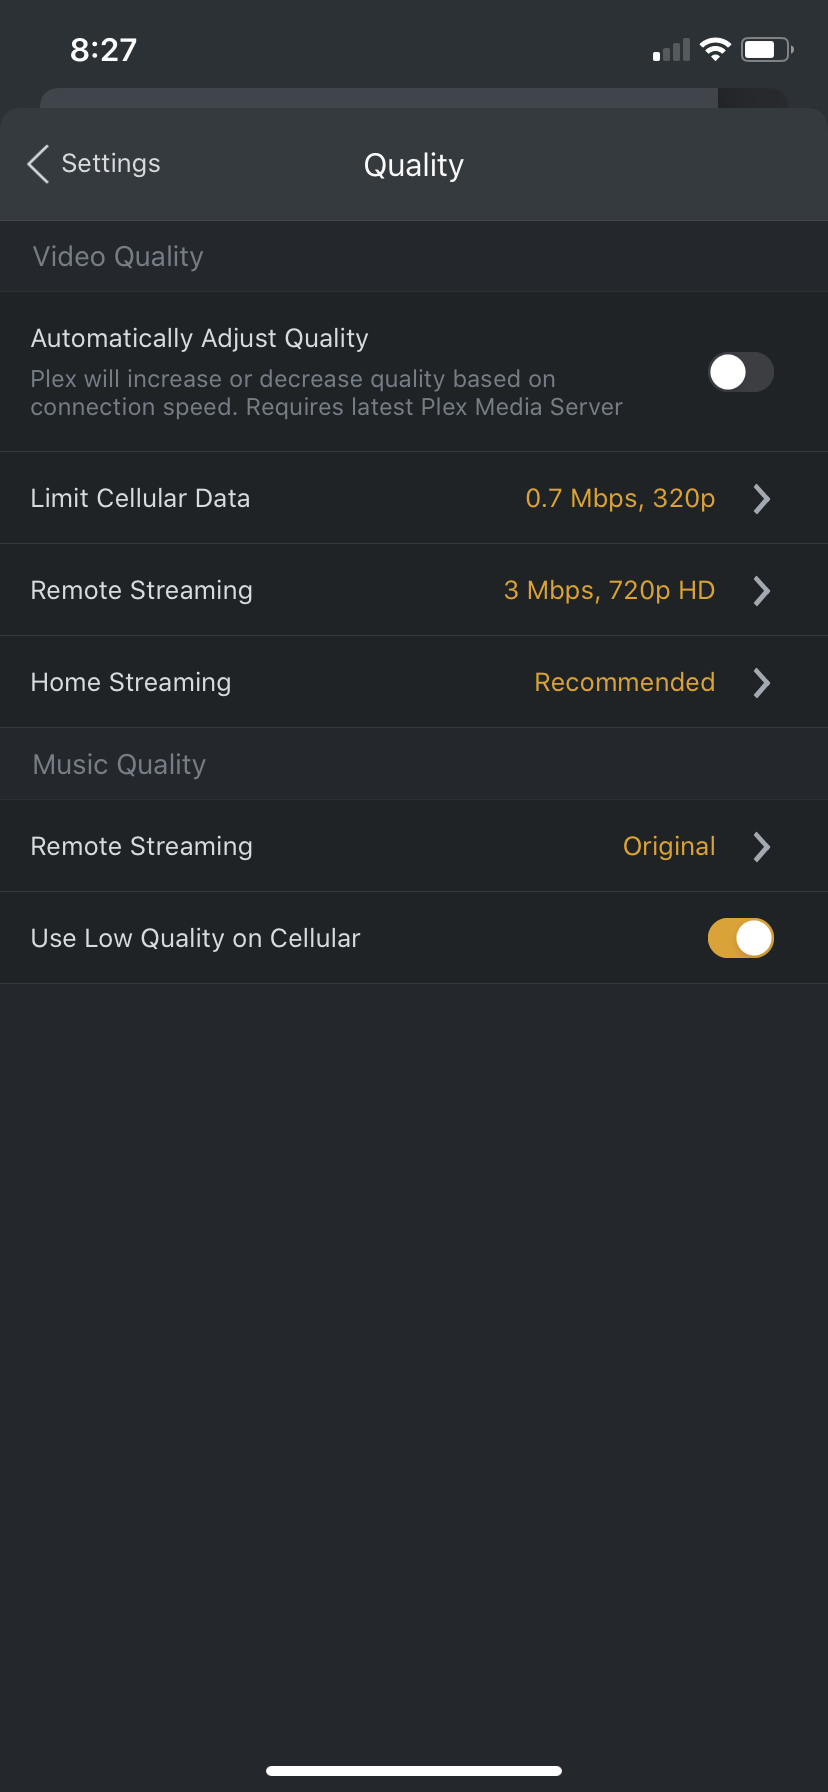 8:27
Settings
Quality
Video Quality
Automatically Adjust Quality
Plex will increase or decrease quality based on
connection speed. Requires latest Plex Media Server
Limit Cellular Data 0.7 Mbps, 320p
Remote Streaming 3 Mbps, 720p HD
Home Streaming Recommended
Music Quality
Remote Streaming Original
Use Low Quality on Cellular